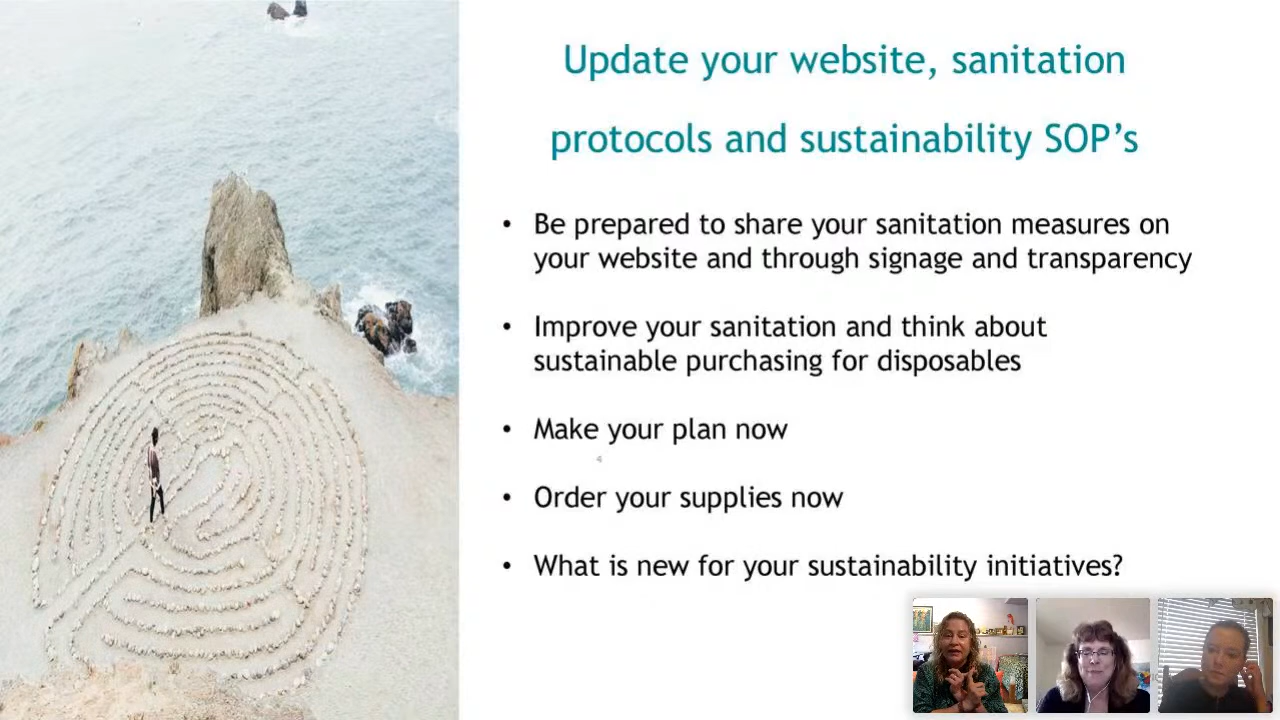 Update your website, sanitation
protocols and sustainability SOP’s
• Be prepared to share your sanitation measures on
your website and through signage and transparency
• Improve your sanitation and think about
sustainable purchasing for disposables
• Make your plan now
4
• Order your supplies now
• What is new for your sustainability initiatives?